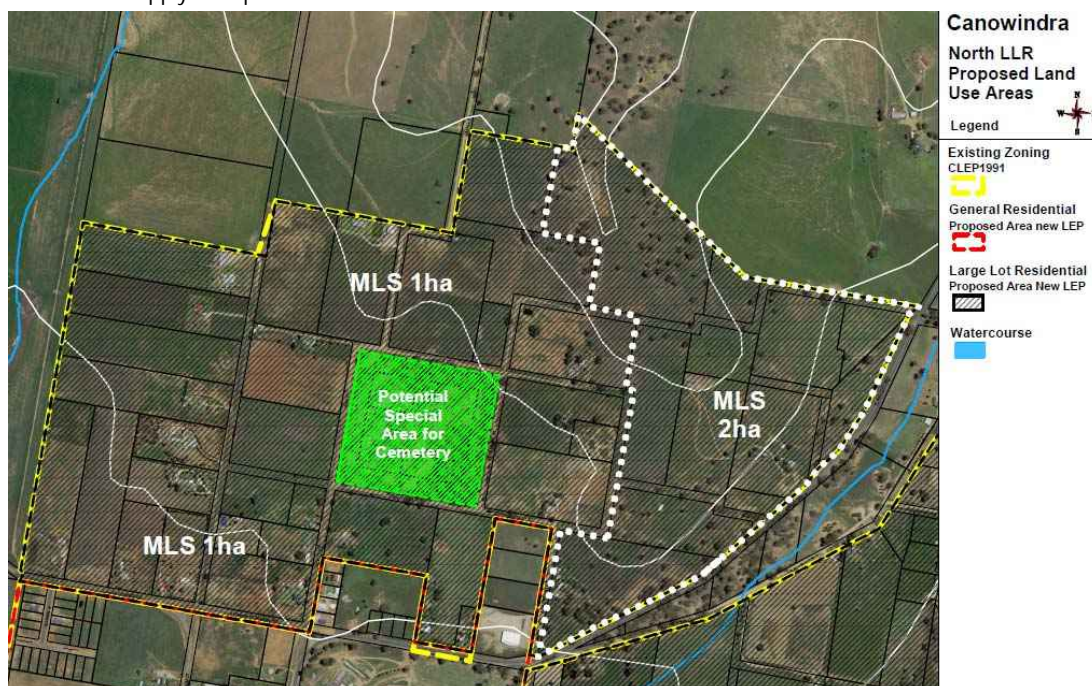 Canowindra
North LLR
Proposed Land
Use Areas
N
Legend
Existing Zoning
CLEP1991
General Residential
Proposed Area new LEP
Large Lot Residential
Proposed Area New LEP
Watercourse
MLS 1ha
Potential
Special
Area for
Cemetery
MLS
2ha
MLS 1ha